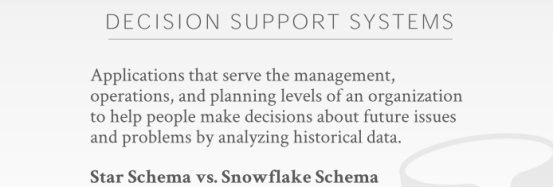 DECISION SUPPORT SYSTEMS
Applications that serve the management,
operations, and planning levels of an organization
to help people make decisions about future issues
and problems by analyzing historical data.
Star Schema vs. Snowflake Schema